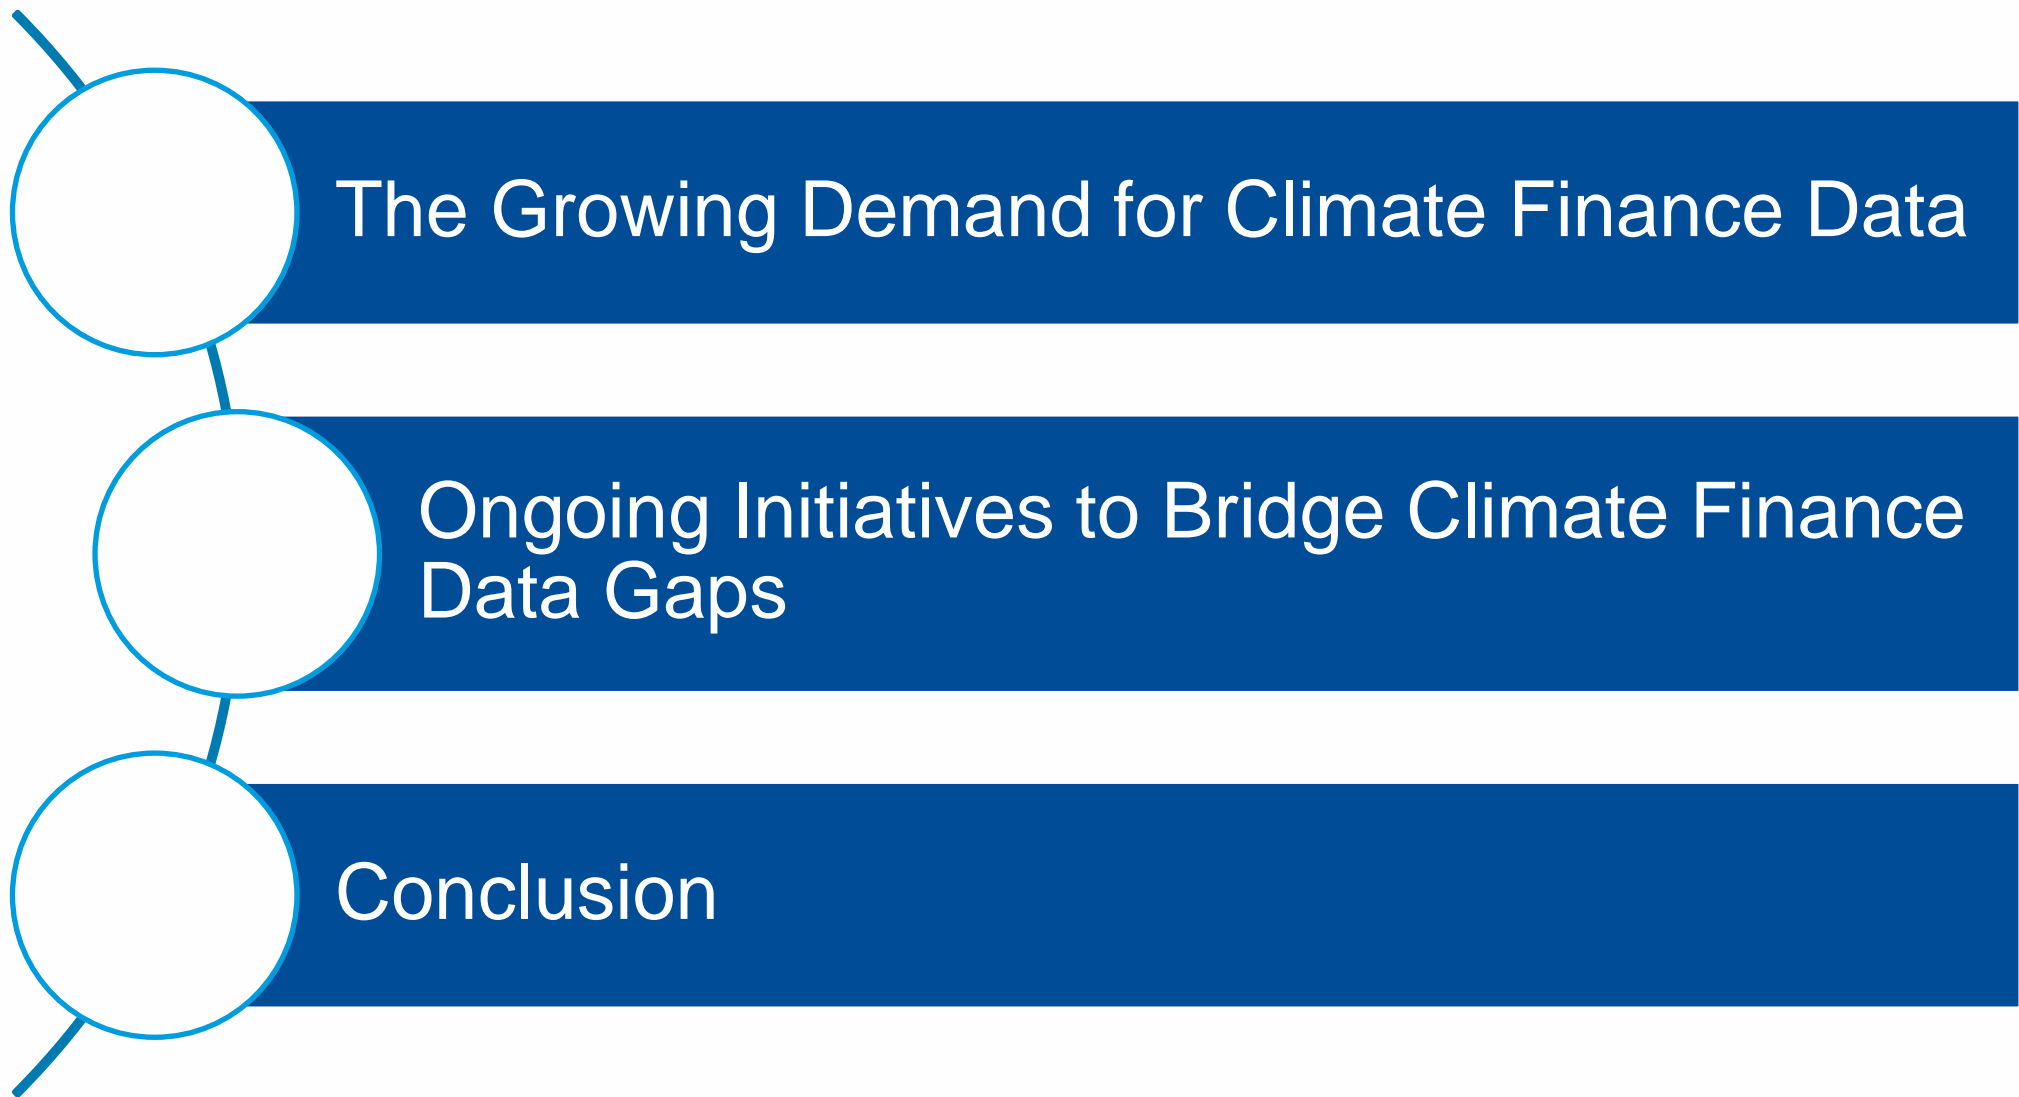 The Growing Demand for Climate Finance Data
Ongoing Initiatives to Bridge Climate Finance
Data Gaps
Conclusion